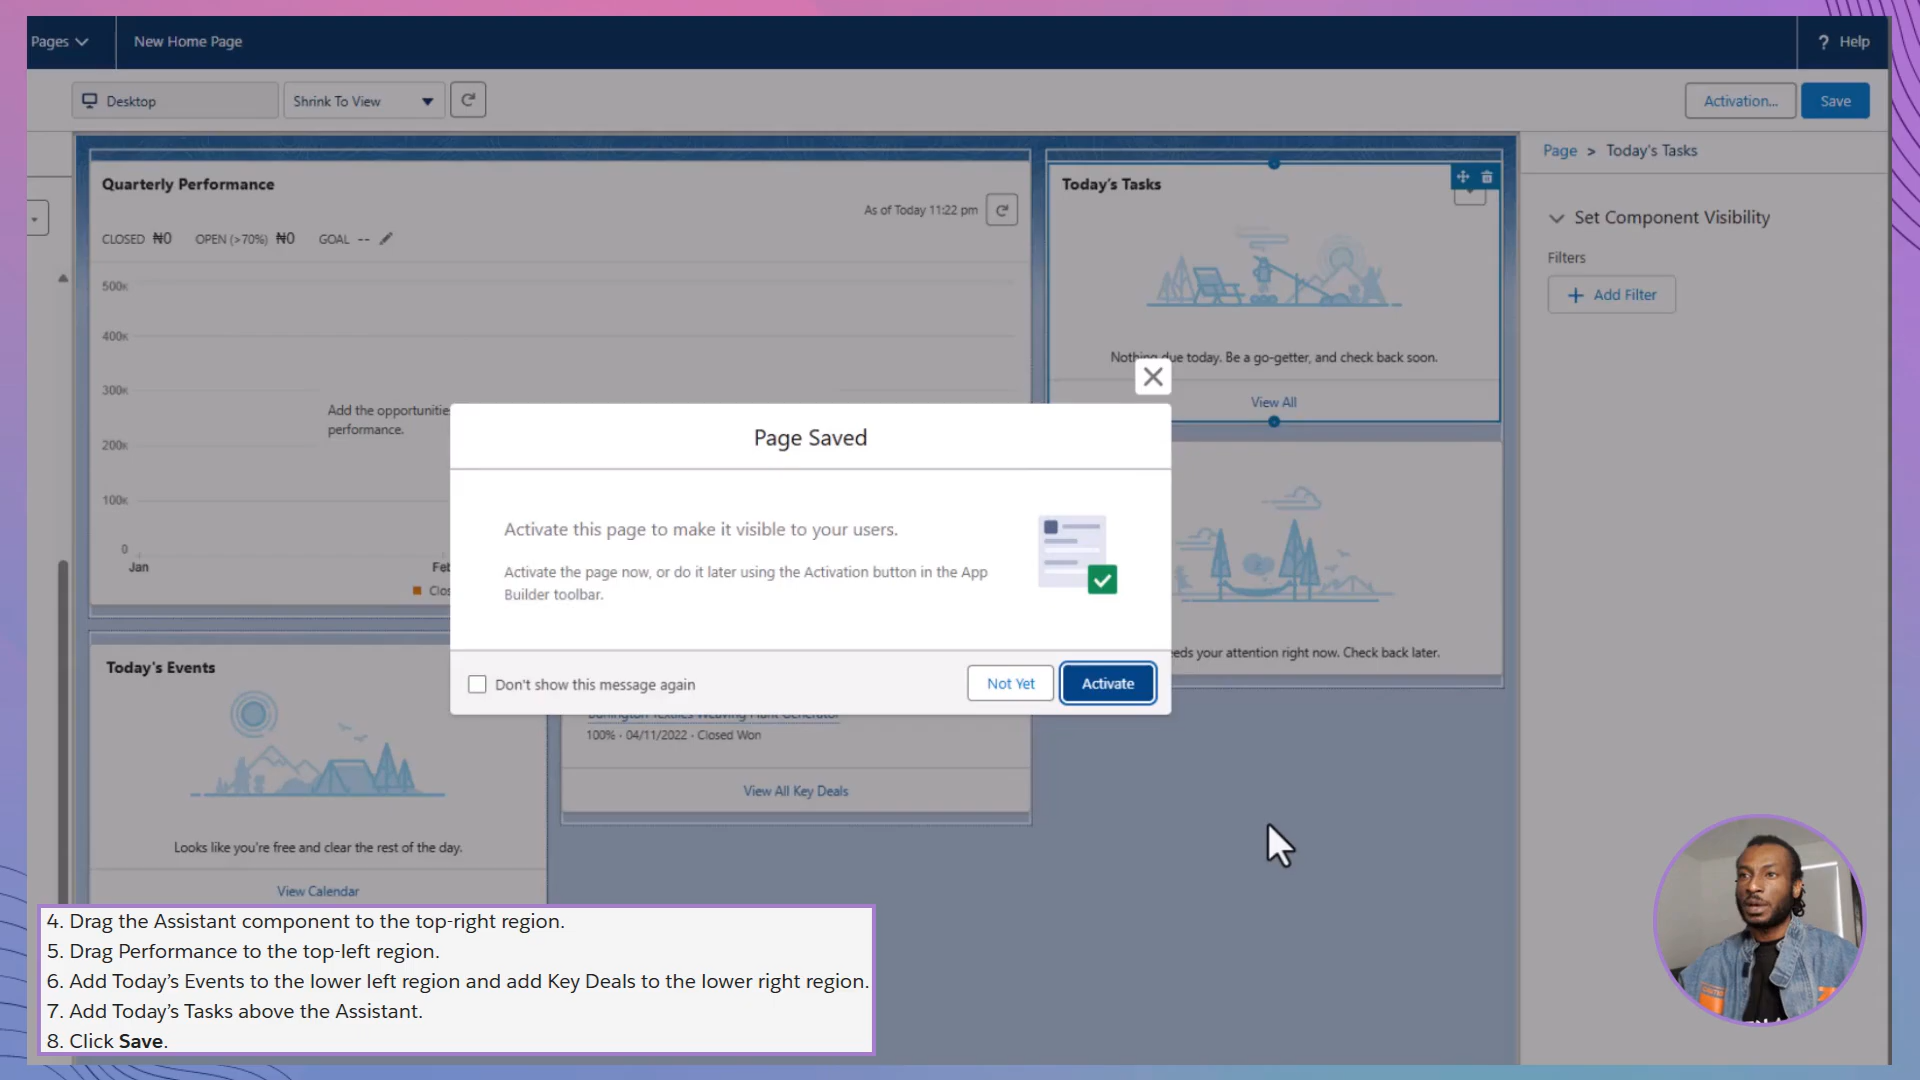 Pages
New Home Page
? Help
Desktop
Shrink To View
Activation...
Save
Page > Today's Tasks
Quarterly Performance
As of Today 11:22 pm
CLOSED ₦0 OPEN (>70%) ₦0 GOAL --
500K
400K
300K
200K
100K
0
Jan
Add the opportunities
performance.
Today's Tasks
Nothing due today. Be a go-getter, and check back soon.
View All
Set Component Visibility
Filters
+ Add Filter
Page Saved
Activate this page to make it visible to your users.
Activate the page now, or do it later using the Activation button in the App
Builder toolbar.
Don't show this message again
Not Yet
Activate
your attention right now. Check back later.
Today's Events
Looks like you're free and clear the rest of the day.
View Calendar
Burlington Textiles Weaving Plant Generator
100% - 04/11/2022 - Closed Won
View All Key Deals
4. Drag the Assistant component to the top-right region.
5. Drag Performance to the top-left region.
6. Add Today's Events to the lower left region and add Key Deals to the lower right region.
7. Add Today's Tasks above the Assistant.
8. Click Save.